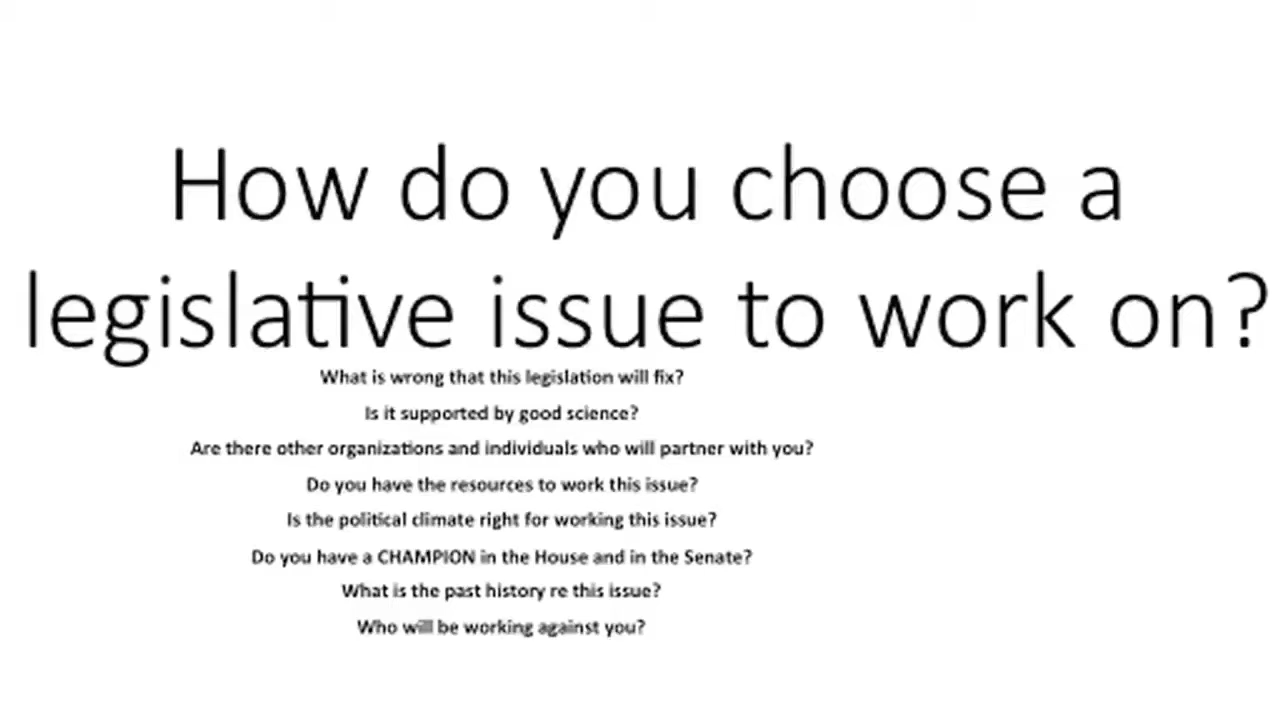 How do you choose a
legislative issue to work on?
What is wrong that this legislation will fix?
Is it supported by good science?
Are there other organizations and individuals who will partner with you?
Do you have the resources to work this issue?
Is the political climate right for working this issue?
Do you have a CHAMPION in the House and in the Senate?
What is the past history re this issue?
Who will be working against you?